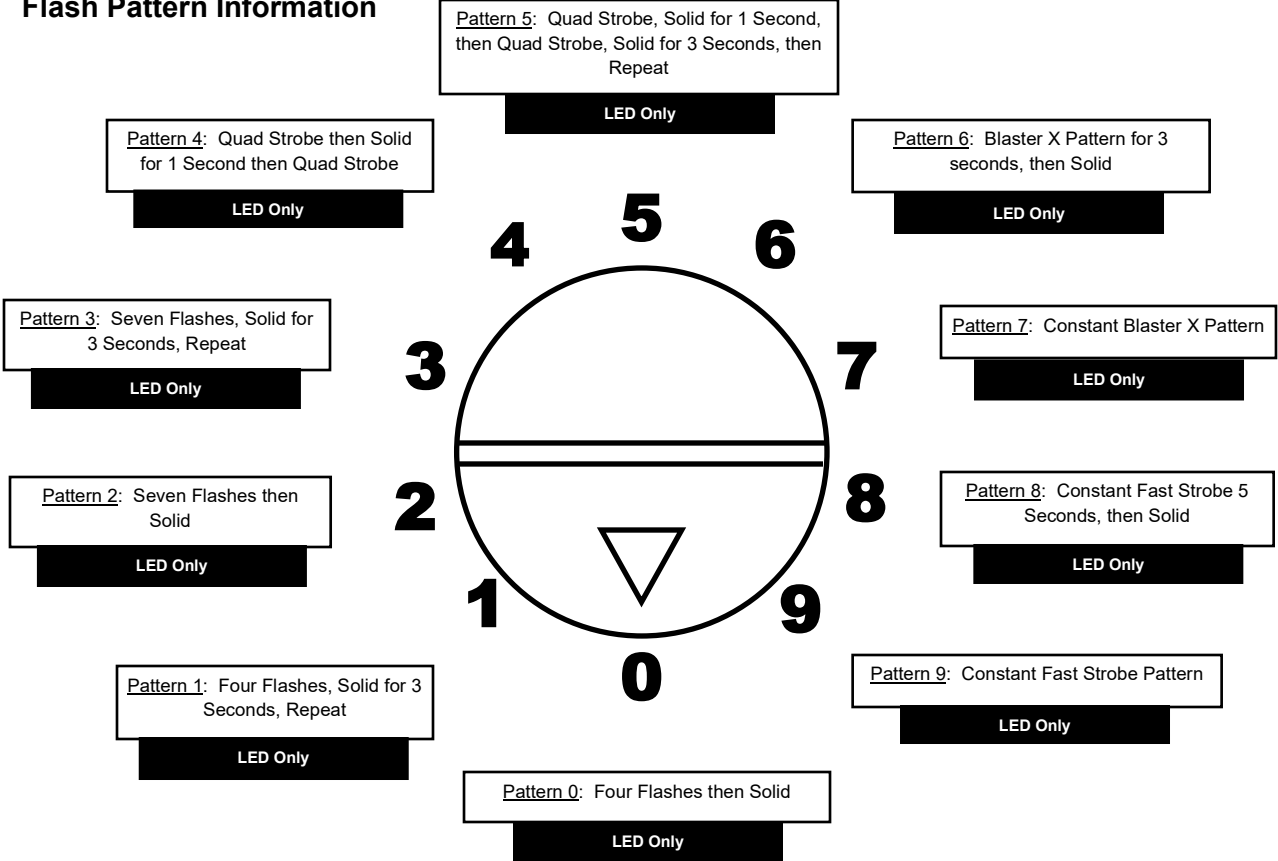 Flash Pattern Information
Pattern 5: Quad Strobe, Solid for 1 Second,
then Quad Strobe, Solid for 3 Seconds, then
Repeat
LED Only
Pattern 4: Quad Strobe then Solid
for 1 Second then Quad Strobe
LED Only
Pattern 6: Blaster X Pattern for 3
seconds, then Solid
LED Only
5
4
6
Pattern 3: Seven Flashes, Solid for
3 Seconds, Repeat
LED Only
3
7
Pattern 7: Constant Blaster X Pattern
LED Only
Pattern 2: Seven Flashes then
Solid
LED Only
2
8
Pattern 8: Constant Fast Strobe 5
Seconds, then Solid
LED Only
1
9
0
Pattern 1: Four Flashes, Solid for 3
Seconds, Repeat
LED Only
Pattern 9: Constant Fast Strobe Pattern
LED Only
Pattern 0: Four Flashes then Solid
LED Only